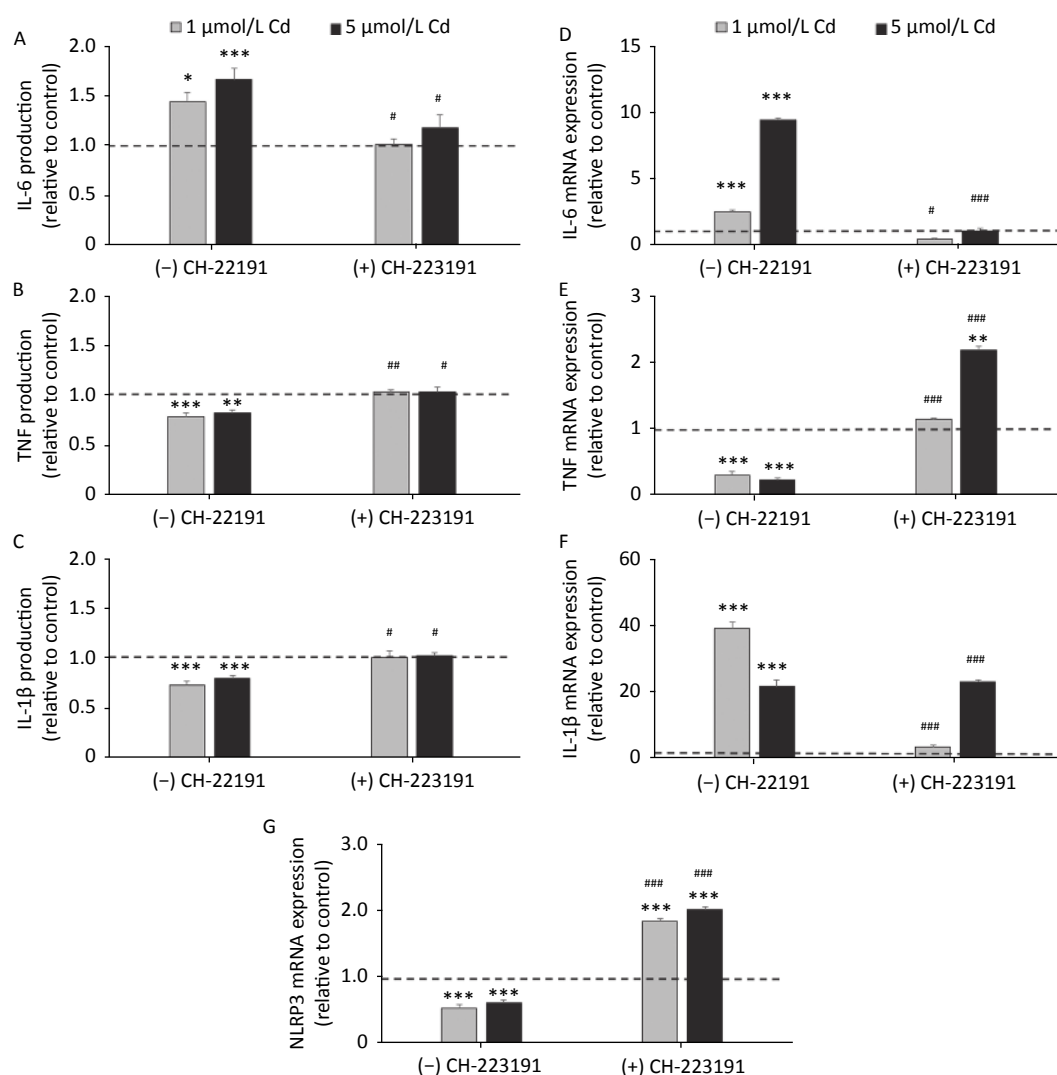 A
1 μmol/L Cd
5 μmol/L Cd
IL-6 production
(relative to control)
2.0
1.5
1.0
0.5
0
*
***
#
#
(−) CH-22191
(+) CH-223191
D
1 μmol/L Cd
5 μmol/L Cd
IL-6 mRNA expression
(relative to control)
15
10
5
0
***
***
#
###
(−) CH-22191
(+) CH-223191
B
TNF production
(relative to control)
2.0
1.5
1.0
0.5
0
***
**
##
#
(−) CH-22191
(+) CH-223191
E
TNF mRNA expression
(relative to control)
3
2
1
0
***
***
###
###
**
(−) CH-22191
(+) CH-223191
C
IL-1β production
(relative to control)
2.0
1.5
1.0
0.5
0
***
***
#
#
(−) CH-22191
(+) CH-223191
F
IL-1β mRNA expression
(relative to control)
60
40
20
0
***
***
###
###
(−) CH-22191
(+) CH-223191
G
NLRP3 mRNA expression
(relative to control)
3.0
2.0
1.0
0
***
***
###
***
###
***
(−) CH-223191
(+) CH-223191